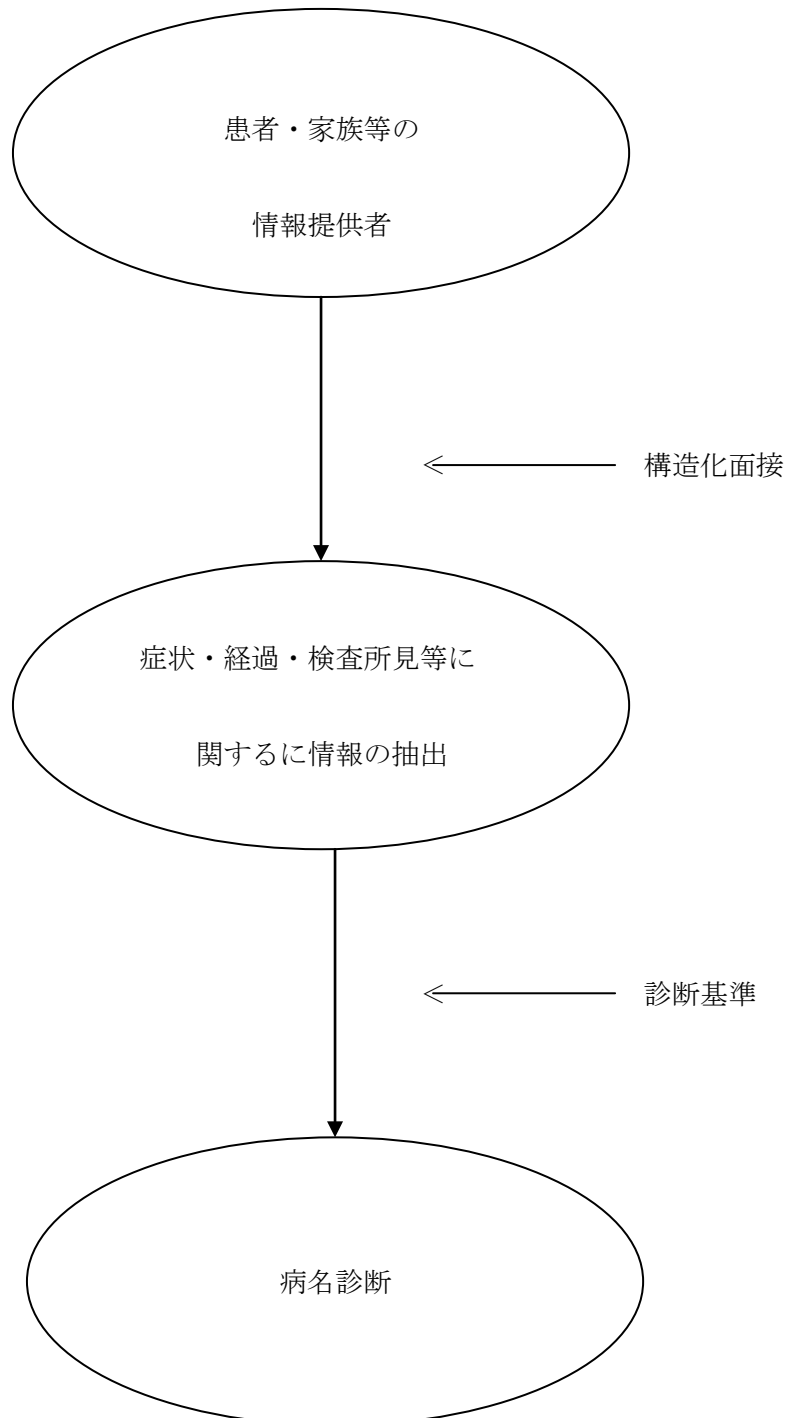 患者・家族等の
情報提供者
構造化面接
症状・経過・検査所見等に
関するに情報の抽出
診断基準
病名診断